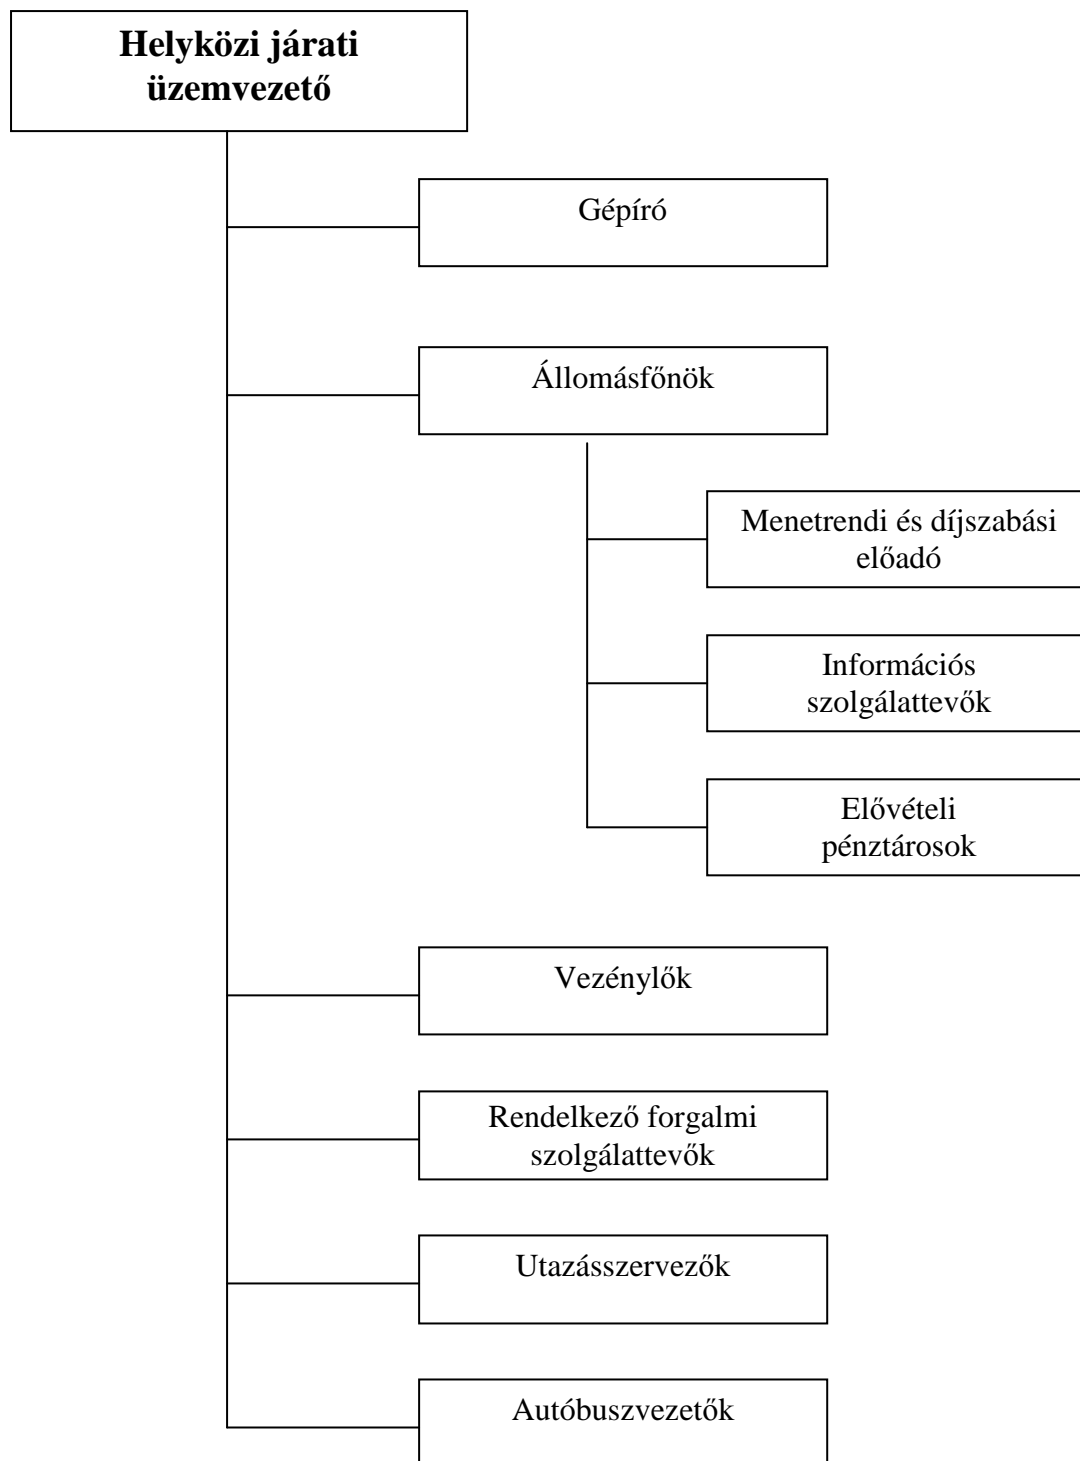 Helyközi járati
üzemvezető
Gépíró
Állomásfőnök
Menetrendi és díjszabási
előadó
Információs
szolgálattevők
Elővételi
pénztárosok
Vezénylők
Rendelkező forgalmi
szolgálattevők
Utazásszervezők
Autóbuszvezetők